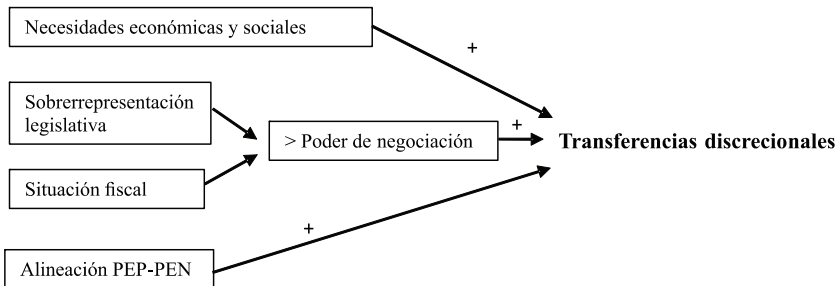 Necesidades económicas y sociales
+
Sobrerrepresentación
legislativa
> Poder de negociación
+
Transferencias discrecionales
Situación fiscal
+
Alineación PEP-PEN